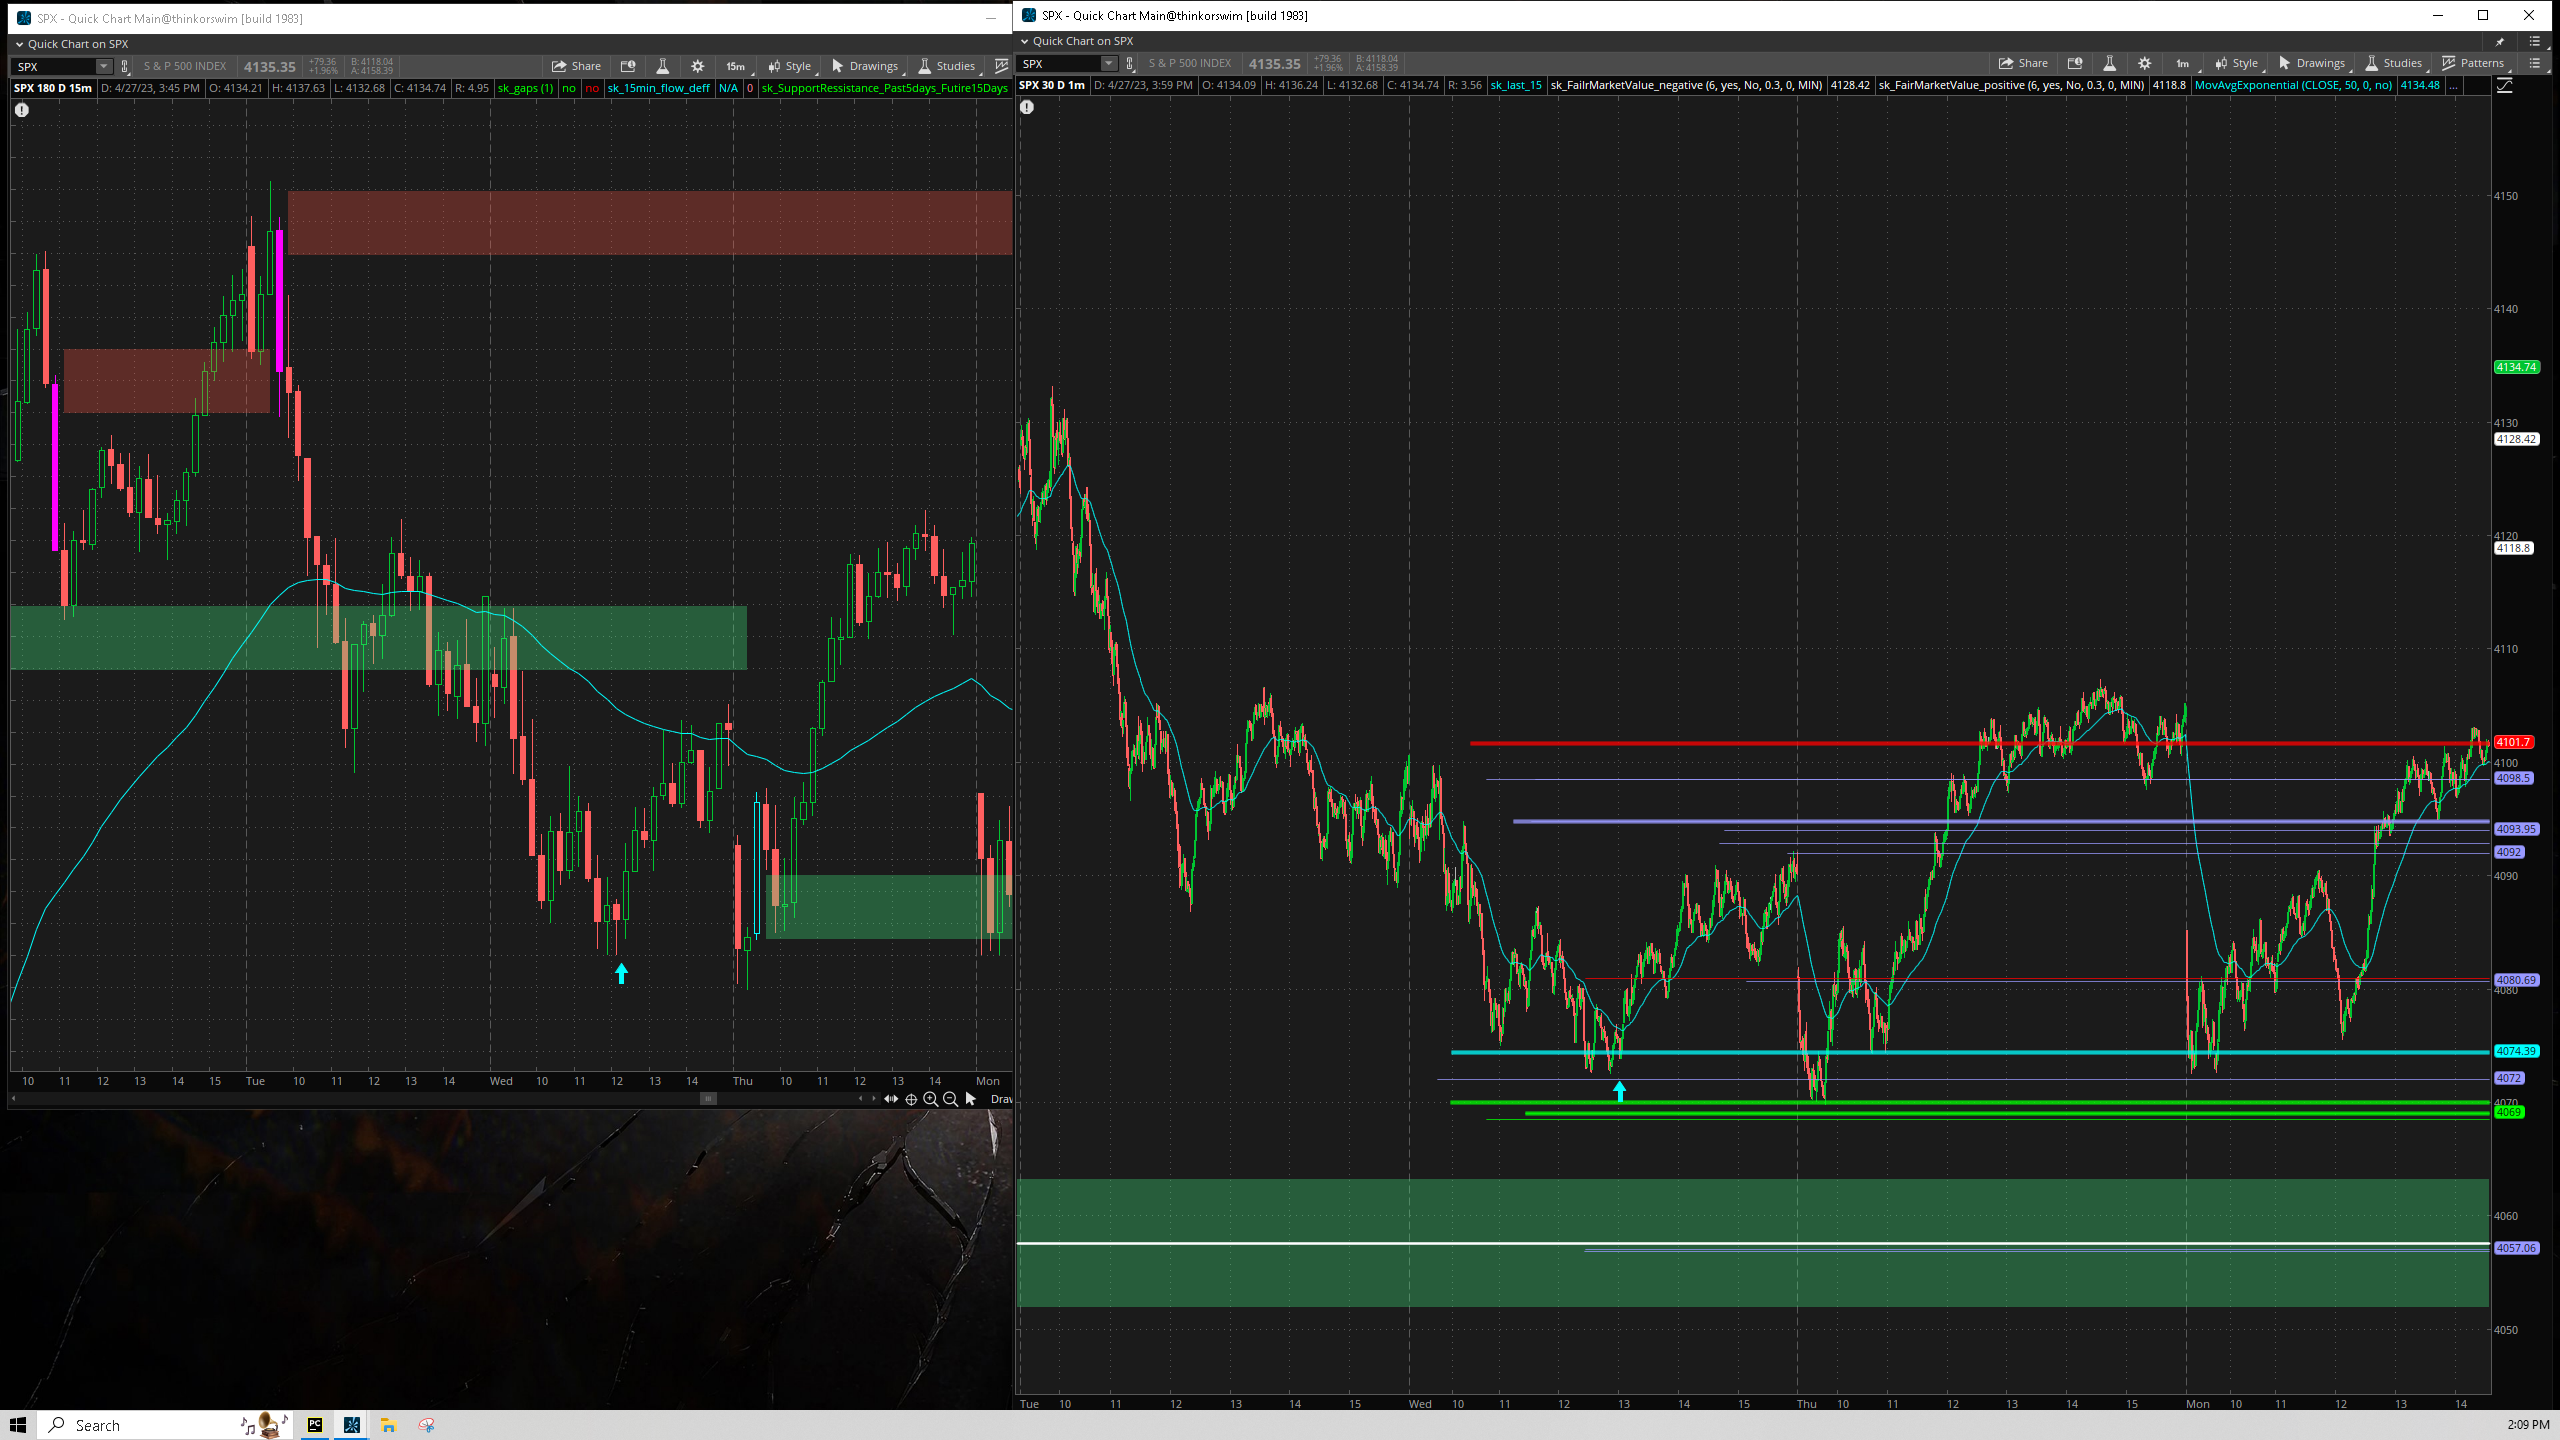 SPX - Quick Chart Main@thinkorswim [build 1983]
Quick Chart on SPX
SPX S & P 500 INDEX 4135.35 +79.36 +1.96% B: 4118.04 A: 4158.39 Share 15m Style Drawings Studies
SPX 180 D 15m D: 4/27/23, 3:45 PM O: 4134.21 H: 4137.63 L: 4132.68 C: 4134.74 R: 4.95 sk_gaps (1) no no sk_15min_flow_deff N/A 0 sk_SupportRessistance_Past5days_Futire15Days
10 11 12 13 14 15 Tue 10 11 12 13 14 Wed 10 11 12 13 14 Thu 10 11 12 13 14 Mon
Draw
SPX - Quick Chart Main@thinkorswim [build 1983]
Quick Chart on SPX
SPX S & P 500 INDEX 4135.35 +79.36 +1.96% B: 4118.04 A: 4158.39 Share 1m Style Drawings Studies Patterns
SPX 30 D 1m D: 4/27/23, 3:59 PM O: 4134.09 H: 4136.24 L: 4132.68 C: 4134.74 R: 3.56 sk_last_15 sk_FailrMarketValue_negative (6, yes, No, 0.3, 0, MIN) 4128.42 sk_FairMarketValue_positive (6, yes, No, 0.3, 0, MIN) 4118.8 MovAvgExponential (CLOSE, 50, 0, no) 4134.48 ...
4150
4140
4134.74
4130
4128.42
4120
4118.8
4110
4101.7
4100
4098.5
4093.95
4092
4090
4080.69
4080
4074.39
4072
4070
4069
4060
4057.06
4050
Tue 10 11 12 13 14 15 Wed 10 11 12 13 14 15 Thu 10 11 12 13 14 15 Mon 10 11 12 13 14
Search
PC
2:09 PM